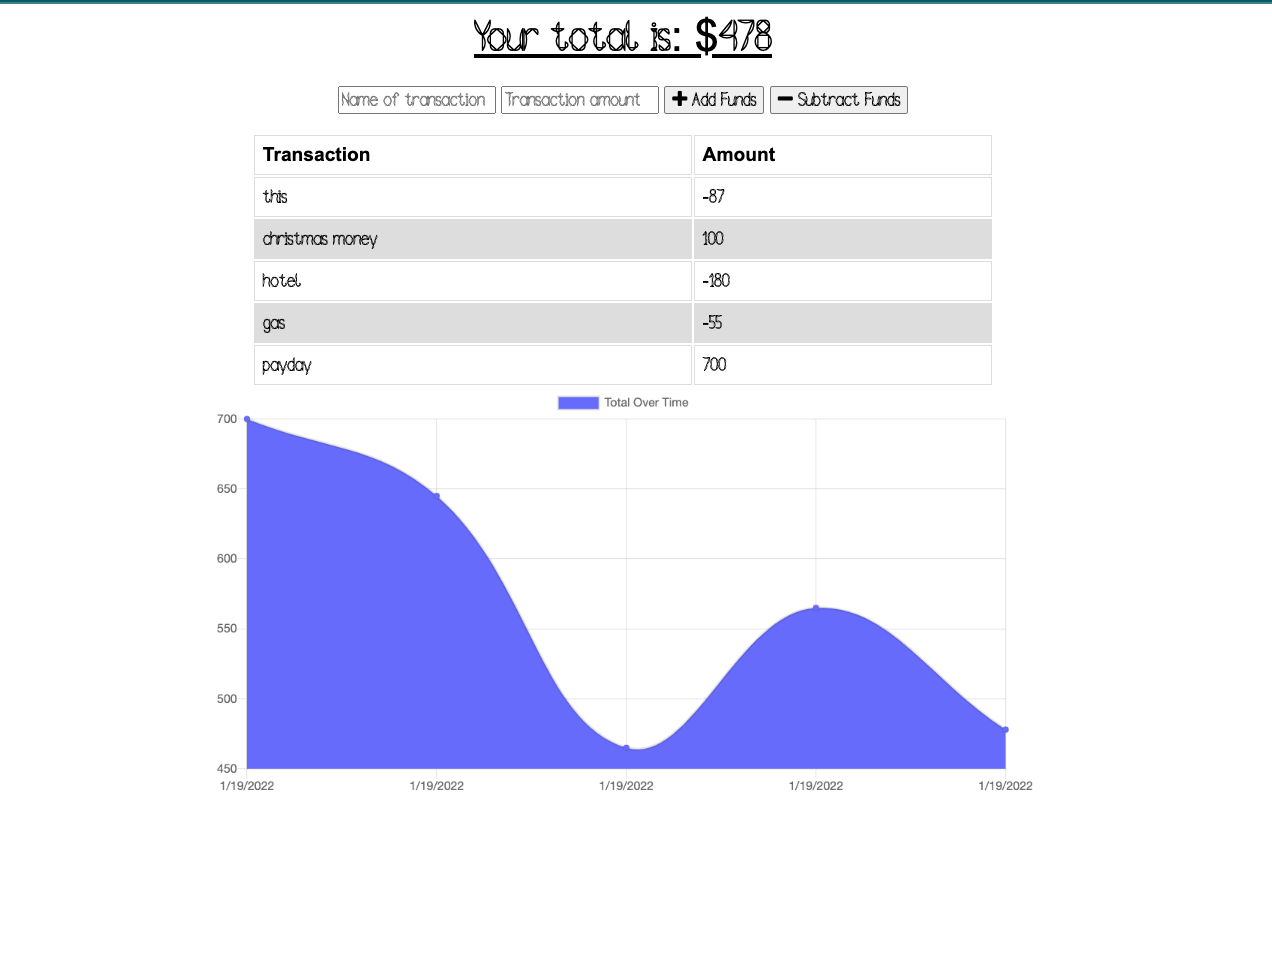 Your total is: $478
Name of transaction Transaction amount Add Funds Subtract Funds
Transaction Amount
this -87
christmas money 100
hotel -180
gas -55
payday 700
Total Over Time
700
650
600
550
500
450
1/19/2022 1/19/2022 1/19/2022 1/19/2022 1/19/2022